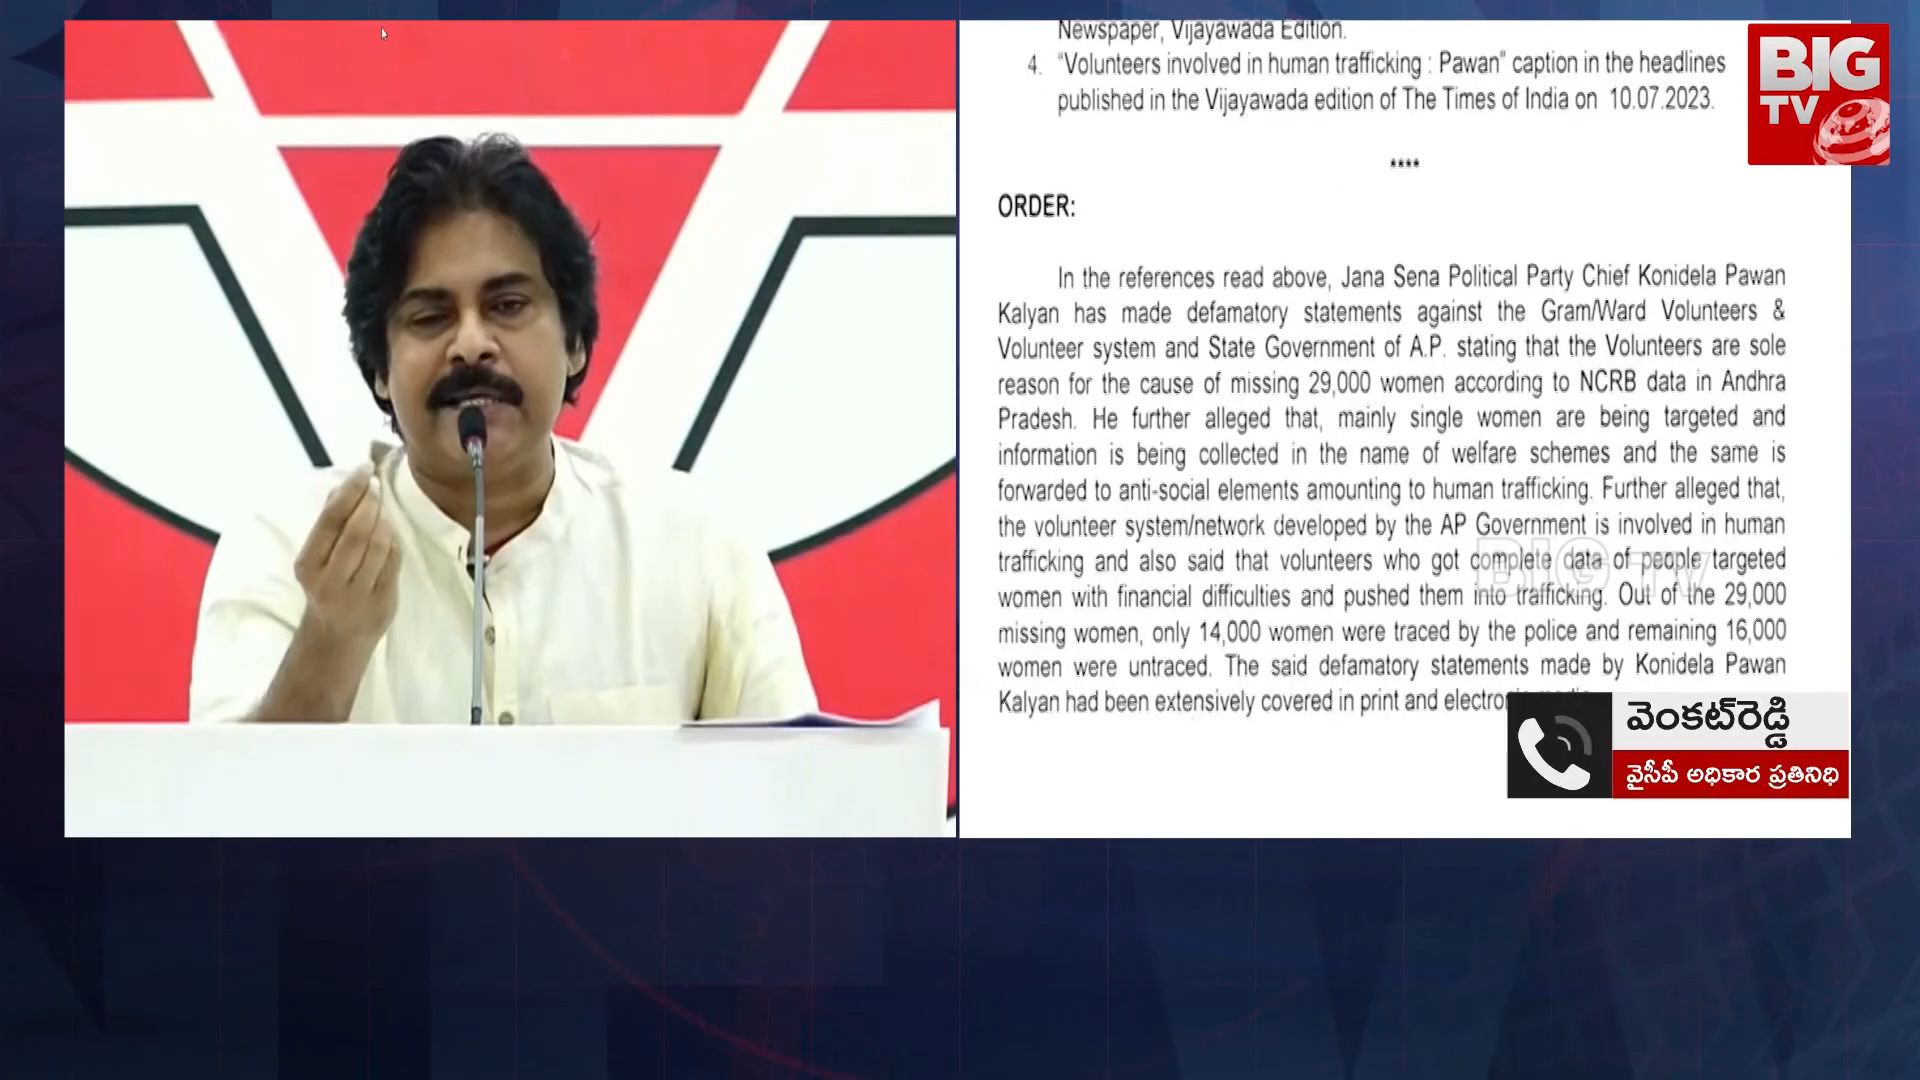 Newspaper, Vijayawada Edition.
4. "Volunteers involved in human trafficking : Pawan" caption in the headlines
published in the Vijayawada edition of The Times of India on 10.07.2023.
****
ORDER:
In the references read above, Jana Sena Political Party Chief Konidela Pawan
Kalyan has made defamatory statements against the Gram/Ward Volunteers &
Volunteer system and State Government of A.P. stating that the Volunteers are sole
reason for the cause of missing 29,000 women according to NCRB data in Andhra
Pradesh. He further alleged that, mainly single women are being targeted and
information is being collected in the name of welfare schemes and the same is
forwarded to anti-social elements amounting to human trafficking. Further alleged that,
the volunteer system/network developed by the AP Government is involved in human
trafficking and also said that volunteers who got complete data of people targeted
women with financial difficulties and pushed them into trafficking. Out of the 29,000
missing women, only 14,000 women were traced by the police and remaining 16,000
women were untraced. The said defamatory statements made by Konidela Pawan
Kalyan had been extensively covered in print and
BIG
TV
BIG TV
వెంకట్‌రెడ్డి
వైసీపీ అధికార ప్రతినిధి